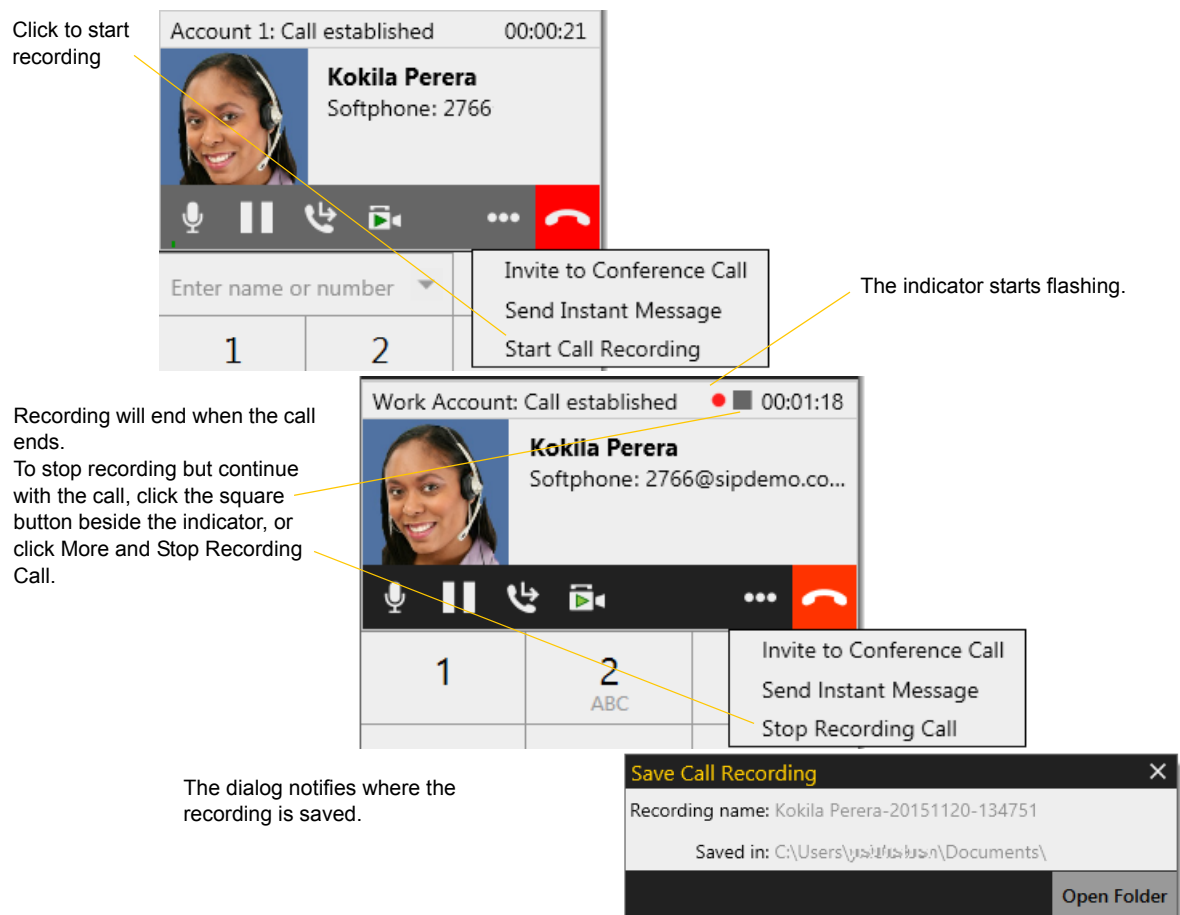 Click to start
recording
Account 1: Call established 00:00:21
Kokila Perera
Softphone: 2766
Enter name or number
1 2
Invite to Conference Call
Send Instant Message
Start Call Recording
The indicator starts flashing.
Recording will end when the call
ends.
To stop recording but continue
with the call, click the square
button beside the indicator, or
click More and Stop Recording
Call.
Work Account: Call established 00:01:18
Kokila Perera
Softphone: 2766@sipdemo.co...
1 2
ABC
Invite to Conference Call
Send Instant Message
Stop Recording Call
The dialog notifies where the
recording is saved.
Save Call Recording
Recording name: Kokila Perera-20151120-134751
Saved in: C:\Users\ \Documents\
Open Folder